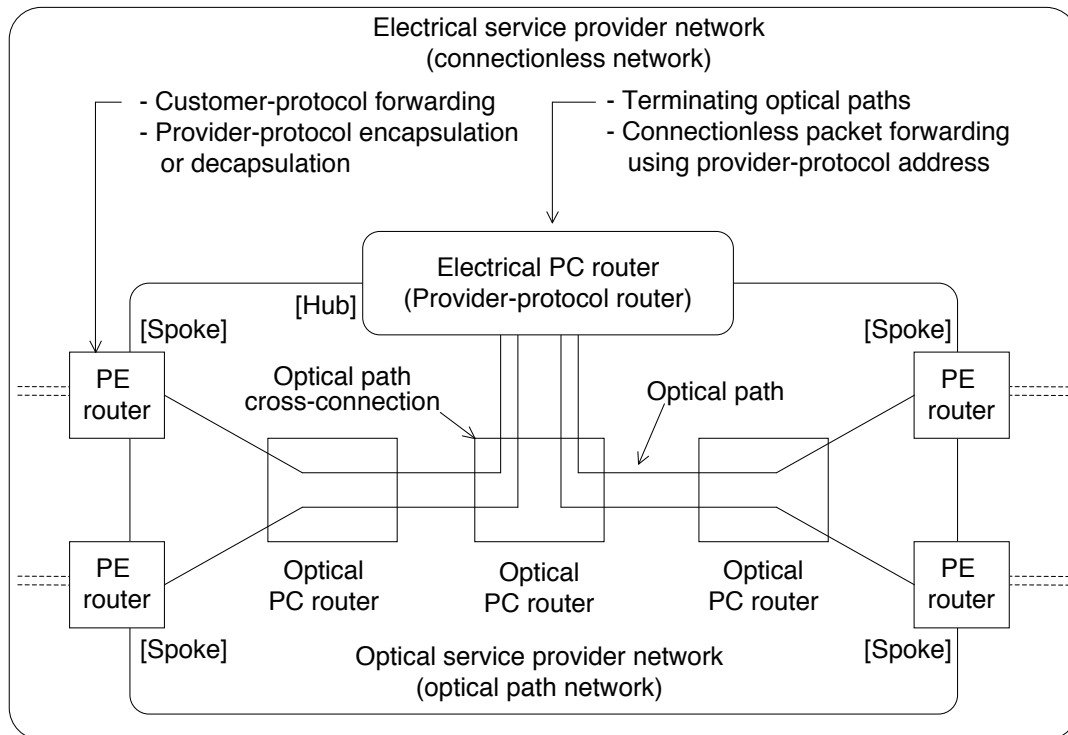 Electrical service provider network
(connectionless network)
- Customer-protocol forwarding
- Provider-protocol encapsulation
or decapsulation
- Terminating optical paths
- Connectionless packet forwarding
using provider-protocol address
Electrical PC router
(Provider-protocol router)
[Hub]
[Spoke]
[Spoke]
PE
router
Optical path
cross-connection
Optical path
PE
router
PE
router
Optical
PC router
Optical
PC router
Optical
PC router
PE
router
[Spoke]
Optical service provider network
(optical path network)
[Spoke]